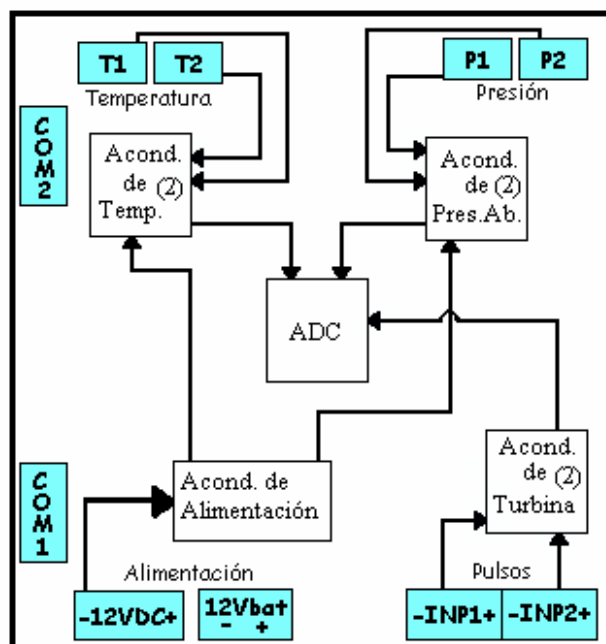 T1 T2
P1 P2
Temperatura
Presión
COM2
Acond.
de (2)
Temp.
Acond.
de (2)
Pres.Ab.
ADC
COM1
Acond. de
Alimentación
Acond.
de (2)
Turbina
Alimentación
Pulsos
-12VDC+
12Vbat
- +
-INP1+ -INP2+